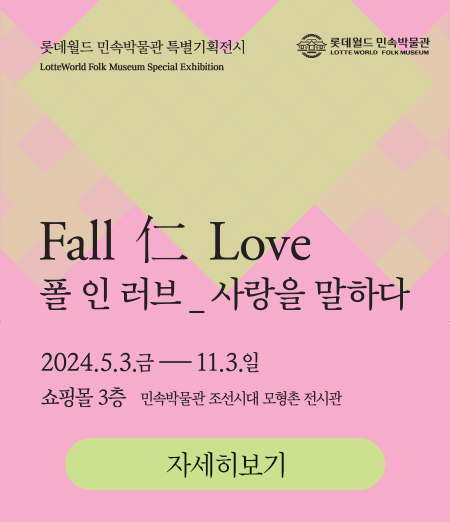 롯데월드 민속박물관 특별기획전시
LotteWorld Folk Museum Special Exhibition
롯데월드 민속박물관
LOTTE WORLD FOLK MUSEUM
Fall 仁 Love
폴 인 러브 _ 사랑을 말하다
2024.5.3.금 ── 11.3.일
쇼핑몰 3층 민속박물관 조선시대 모형촌 전시관
자세히보기